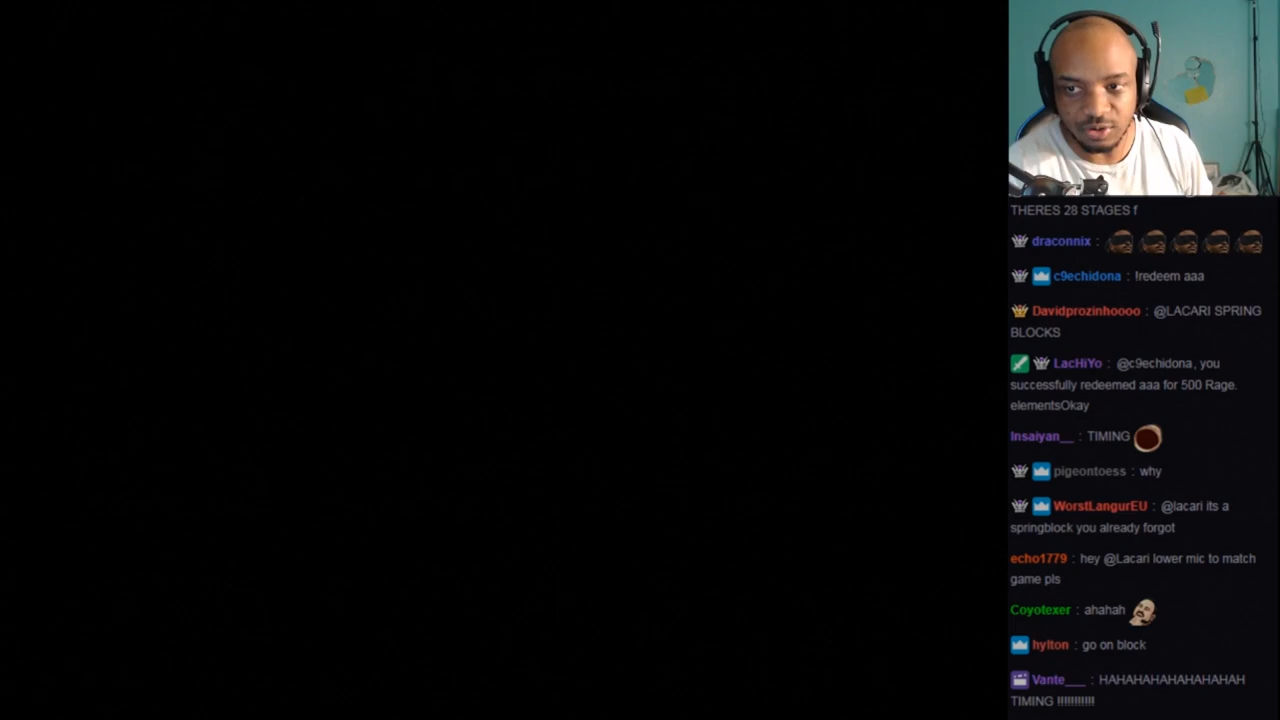 THERES 28 STAGES f
draconnix :
c9echidona : !redeem aaa
Davidprozinhoooo : @LACARI SPRING
BLOCKS
LacHiYo : @c9echidona, you
successfully redeemed aaa for 500 Rage.
elementsOkay
Insaiyan__ : TIMING
pigeontoess : why
WorstLangurEU : @lacari its a
springblock you already forgot
echo1779 : hey @Lacari lower mic to match
game pls
Coyotexer : ahahah
hylton : go on block
Vante___ : HAHAHAHAHAHAHAHAH
TIMING !!!!!!!!!!!